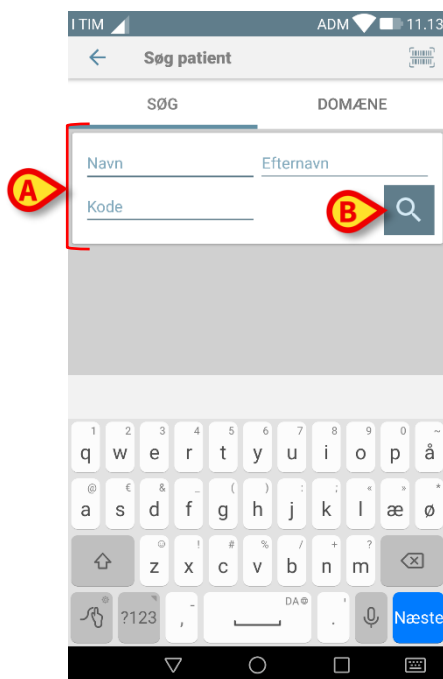 I TIM ADM 11.13
Søg patient
SØG DOMÆNE
Navn Efternavn
A
Kode
B
1 2 3 4 5 6 7 8 9 0 ~
q w e r t y u i o p å
@ € & _ ( ) : ; « » *
a s d f g h j k l æ ø
! # % / + ?
z x c v b n m
- DA '
?123 , . Næste